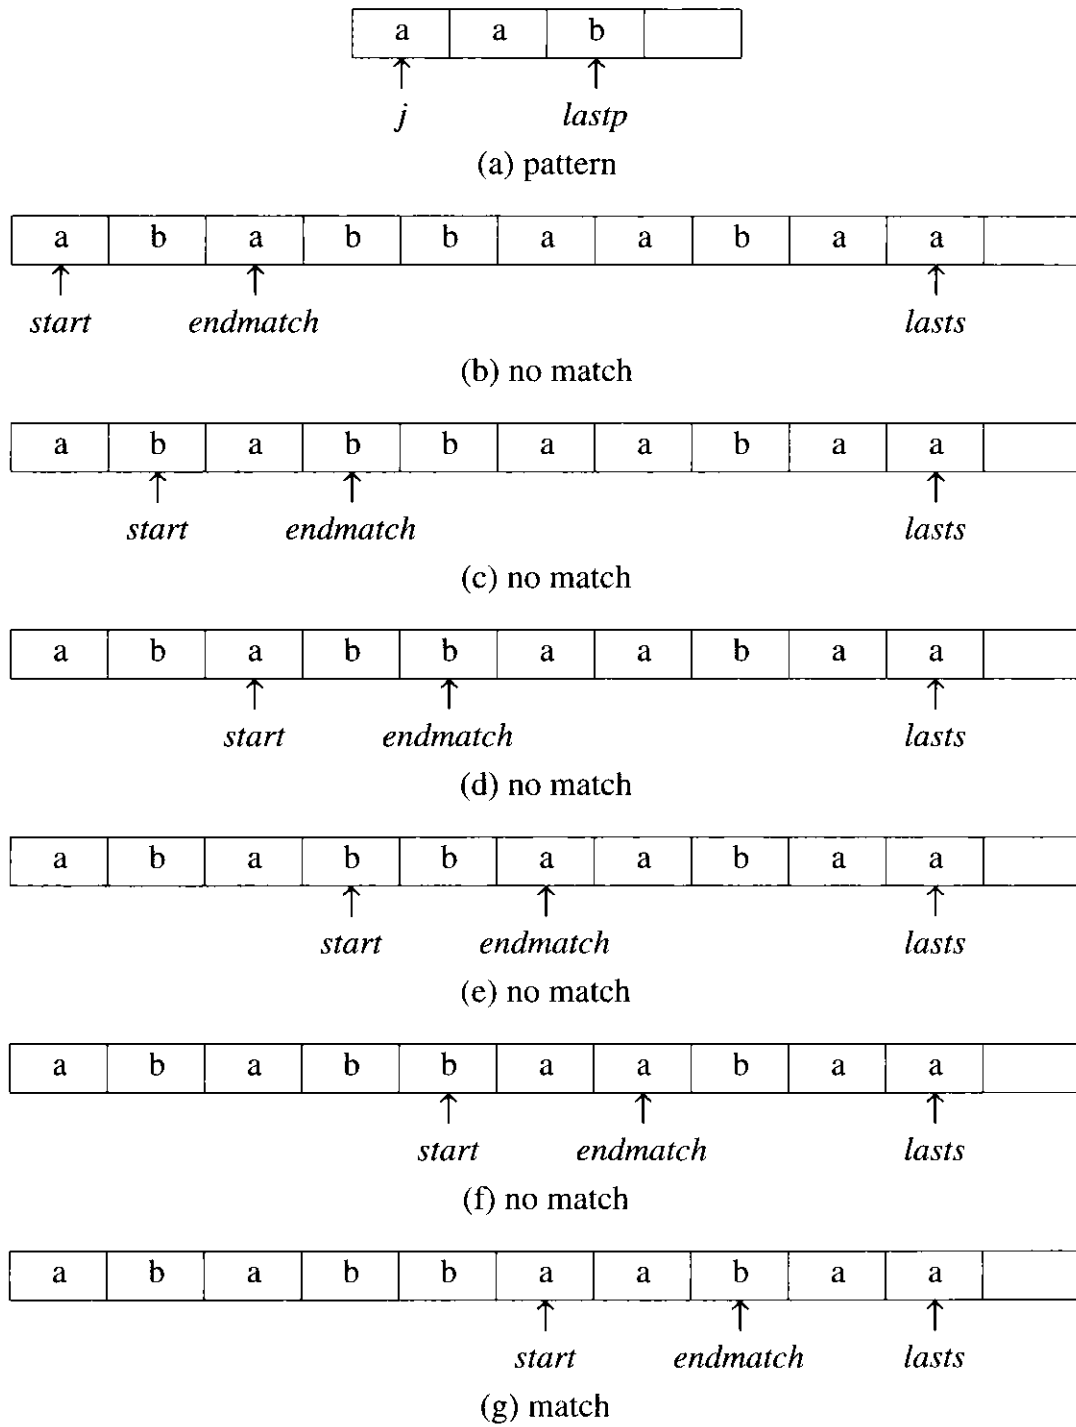 a a b
j lastp
(a) pattern
a b a b b a a b a a
start endmatch lasts
(b) no match
a b a b b a a b a a
start endmatch lasts
(c) no match
a b a b b a a b a a
start endmatch lasts
(d) no match
a b a b b a a b a a
start endmatch lasts
(e) no match
a b a b b a a b a a
start endmatch lasts
(f) no match
a b a b b a a b a a
start endmatch lasts
(g) match